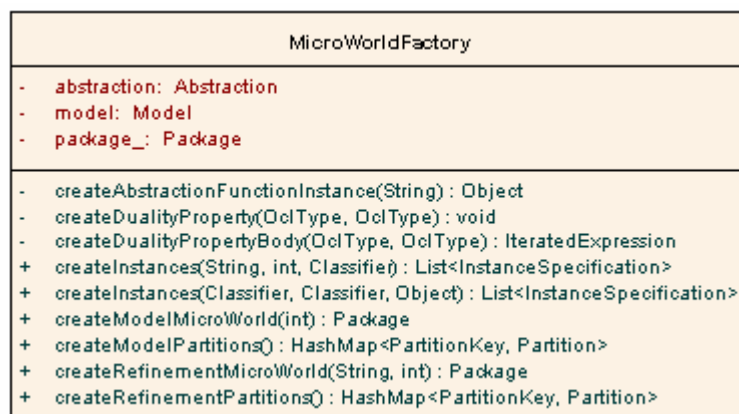 MicroWorldFactory
- abstraction: Abstraction
- model: Model
- package_: Package
- createAbstractionFunctionInstance(String) : Object
- createDualityProperty(OclType, OclType) : void
- createDualityPropertyBody(OclType, OclType) : IteratedExpression
+ createInstances(String, int, Classifier) : List<InstanceSpecification>
+ createInstances(Classifier, Classifier, Object) : List<InstanceSpecification>
+ createModelMicroWorld(int) : Package
+ createModelPartitions() : HashMap<PartitionKey, Partition>
+ createRefinementMicroWorld(String, int) : Package
+ createRefinementPartitions() : HashMap<PartitionKey, Partition>